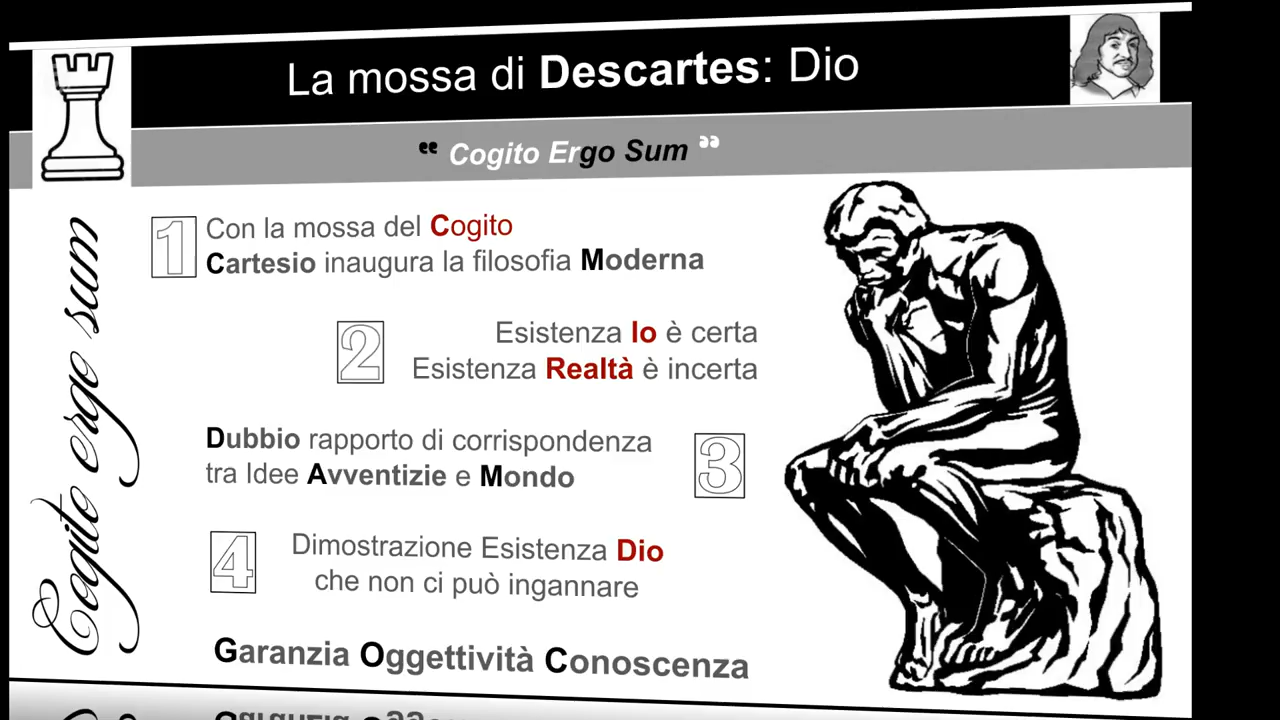 La mossa di Descartes: Dio
“ Cogito Ergo Sum ”
Cogito ergo sum
1
Con la mossa del Cogito
Cartesio inaugura la filosofia Moderna
2
Esistenza Io è certa
Esistenza Realtà è incerta
Dubbio rapporto di corrispondenza
tra Idee Avventizie e Mondo
3
4
Dimostrazione Esistenza Dio
che non ci può ingannare
Garanzia Oggettività Conoscenza